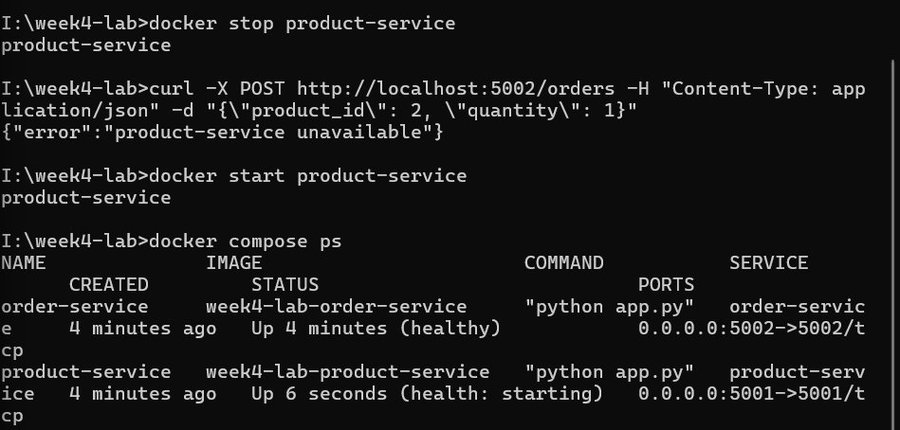 I:\week4-lab>docker stop product-service
product-service
I:\week4-lab>curl -X POST http://localhost:5002/orders -H "Content-Type: app
lication/json" -d "{\"product_id\": 2, \"quantity\": 1}"
{"error":"product-service unavailable"}
I:\week4-lab>docker start product-service
product-service
I:\week4-lab>docker compose ps
NAME              IMAGE                        COMMAND           SERVICE
      CREATED         STATUS                             PORTS
order-service     week4-lab-order-service     "python app.py"   order-servic
e     4 minutes ago   Up 4 minutes (healthy)             0.0.0.0:5002->5002/t
cp
product-service   week4-lab-product-service   "python app.py"   product-serv
ice   4 minutes ago   Up 6 seconds (health: starting)   0.0.0.0:5001->5001/t
cp